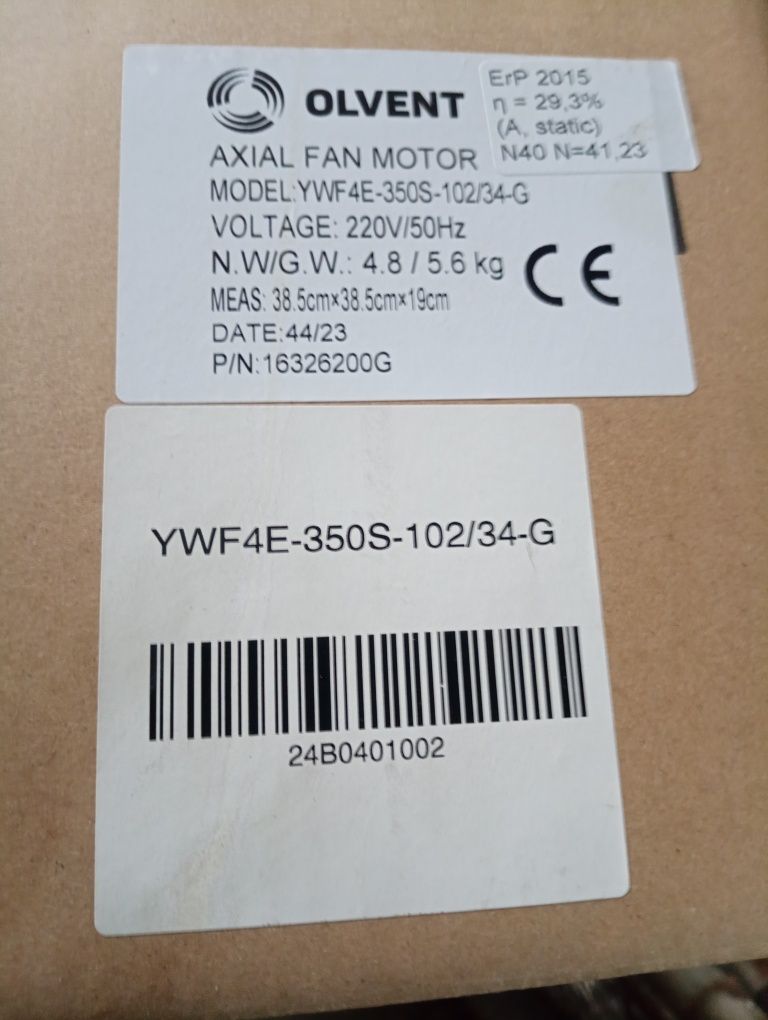 OLVENT
ErP 2015
η = 29,3%
(A, static)
N40 N=41,23
AXIAL FAN MOTOR
MODEL:YWF4E-350S-102/34-G
VOLTAGE: 220V/50Hz
N.W/G.W.: 4.8 / 5.6 kg
CE
MEAS: 38.5cm×38.5cm×19cm
DATE:44/23
P/N:16326200G
YWF4E-350S-102/34-G
24B0401002